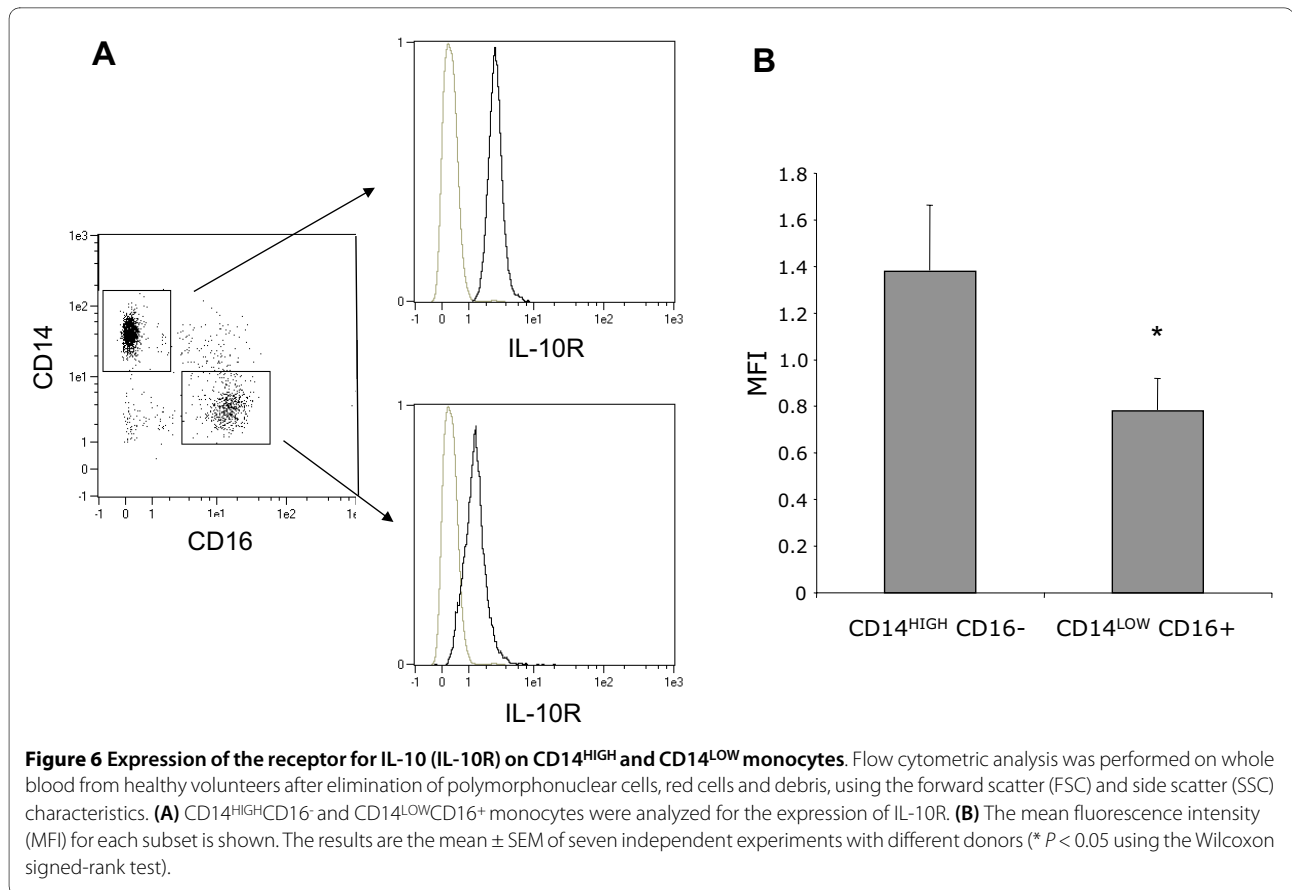 A
B
1
0
-1 0 1 1e1 1e2 1e3
IL-10R
1e3
1e2
1e1
1
0
-1
CD14
-1 0 1 1e1 1e2 1e
CD16
1
0
-1 0 1 1e1 1e2 1e3
IL-10R
1.8
1.6
1.4
1.2
1.0
0.8
0.6
0.4
0.2
0
MFI
*
CD14HIGH CD16- CD14LOW CD16+
Figure 6 Expression of the receptor for IL-10 (IL-10R) on CD14HIGH and CD14LOW monocytes. Flow cytometric analysis was performed on whole
blood from healthy volunteers after elimination of polymorphonuclear cells, red cells and debris, using the forward scatter (FSC) and side scatter (SSC)
characteristics. (A) CD14HIGHCD16- and CD14LOWCD16+ monocytes were analyzed for the expression of IL-10R. (B) The mean fluorescence intensity
(MFI) for each subset is shown. The results are the mean ± SEM of seven independent experiments with different donors (* P < 0.05 using the Wilcoxon
signed-rank test).